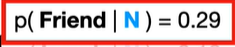 p( Friend | N ) = 0.29